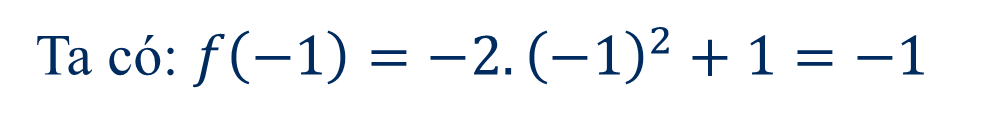 Ta có: f(−1) = −2. (−1)² + 1 = −1